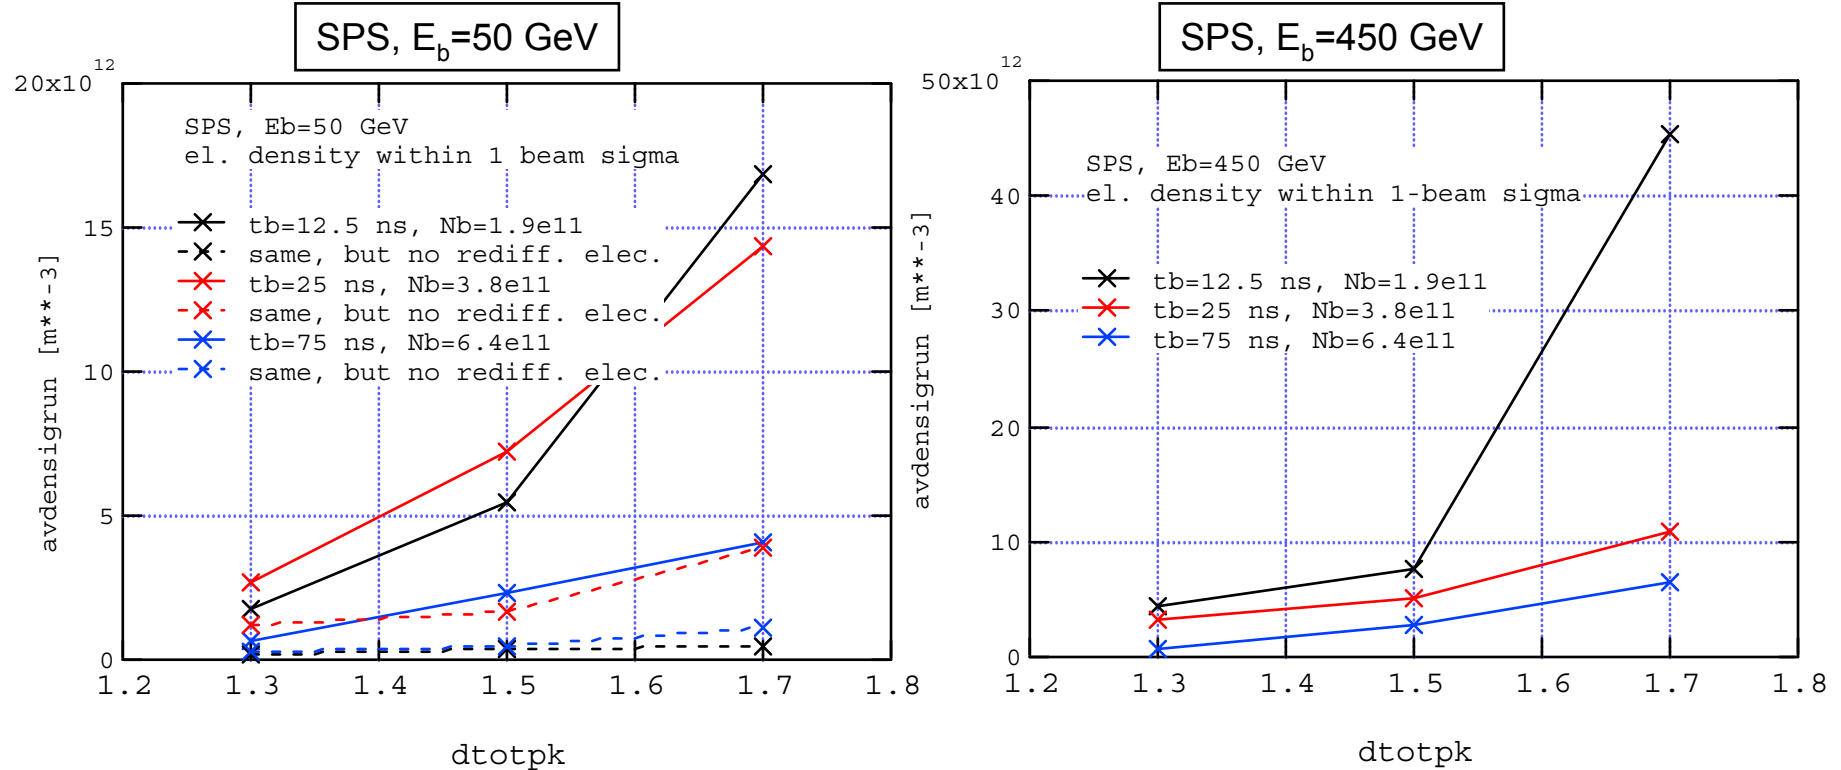 SPS, Eb=50 GeV
20x10^12
SPS, Eb=50 GeV
el. density within 1 beam sigma
tb=12.5 ns, Nb=1.9e11
same, but no rediff. elec.
tb=25 ns, Nb=3.8e11
same, but no rediff. elec.
tb=75 ns, Nb=6.4e11
same, but no rediff. elec.
15
10
5
0
avdensigrun [m**-3]
1.2 1.3 1.4 1.5 1.6 1.7 1.8
dtotpk
SPS, Eb=450 GeV
50x10^12
SPS, Eb=450 GeV
el. density within 1-beam sigma
tb=12.5 ns, Nb=1.9e11
tb=25 ns, Nb=3.8e11
tb=75 ns, Nb=6.4e11
40
30
20
10
0
avdensigrun [m**-3]
1.2 1.3 1.4 1.5 1.6 1.7 1.8
dtotpk